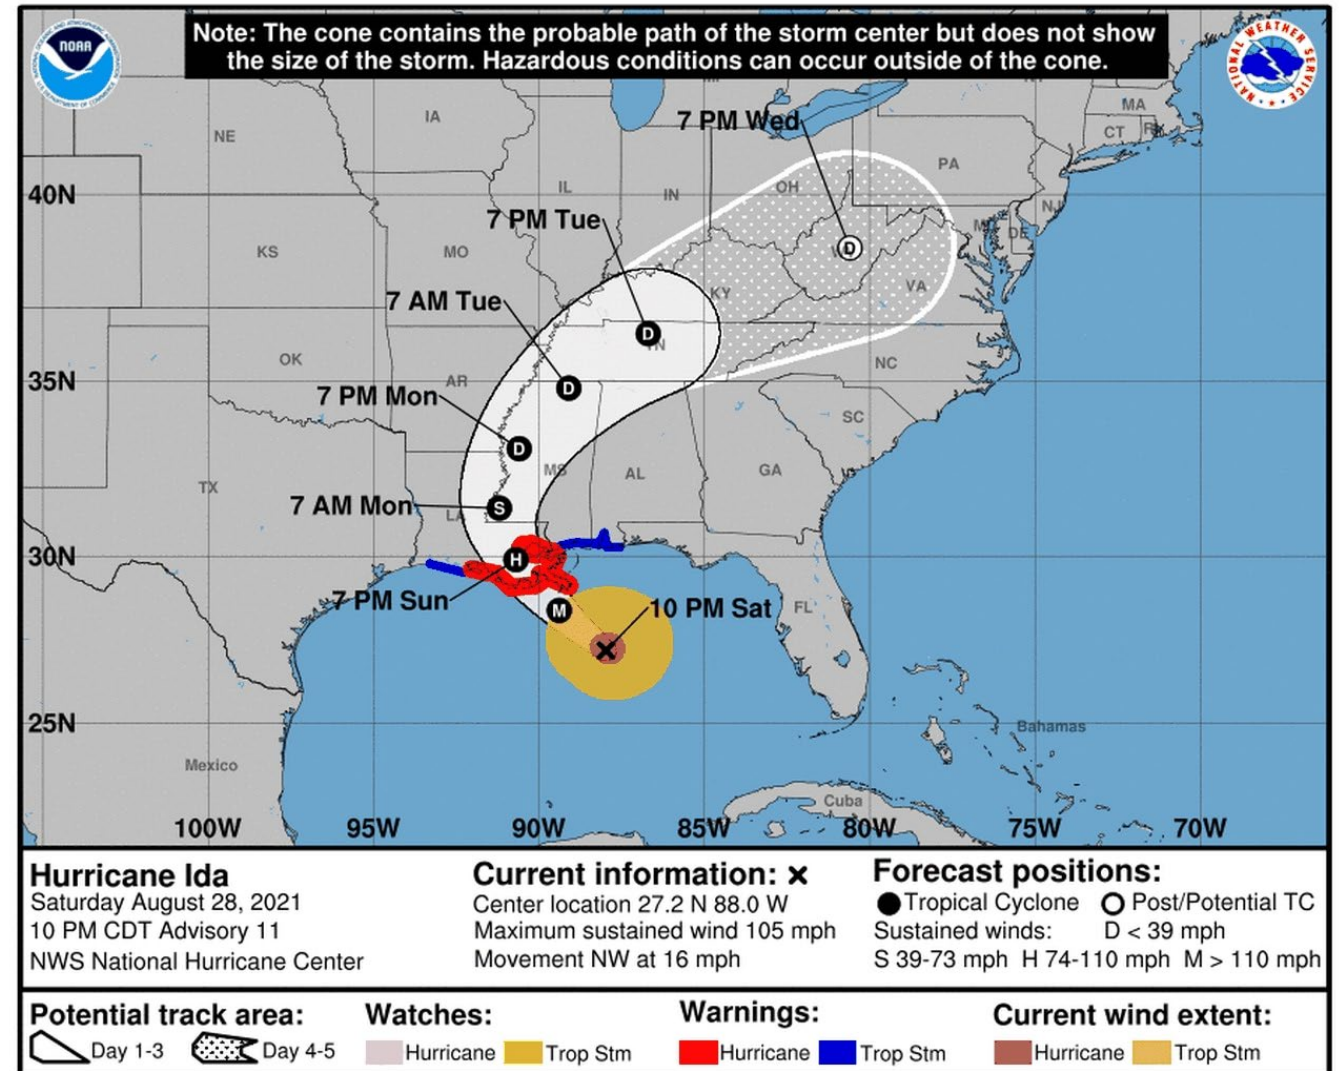 Note: The cone contains the probable path of the storm center but does not show
the size of the storm. Hazardous conditions can occur outside of the cone.
NOAA
NATIONAL WEATHER SERVICE
7 PM Wed
MA
CT
IA
NE
PA
40N
IL
IN
OH
NJ
7 PM Tue
DE
KS
MO
7 AM Tue
KY
VA
D
D
TN
OK
NC
35N
AR
D
7 PM Mon
SC
D
MS
AL
GA
TX
7 AM Mon
S
LA
30N
H
7 PM Sun
M
10 PM Sat
FL
25N
Bahamas
Mexico
Cuba
100W 95W 90W 85W 80W 75W 70W
Hurricane Ida
Saturday August 28, 2021
10 PM CDT Advisory 11
NWS National Hurricane Center
Current information: x
Center location 27.2 N 88.0 W
Maximum sustained wind 105 mph
Movement NW at 16 mph
Forecast positions:
Tropical Cyclone Post/Potential TC
Sustained winds: D < 39 mph
S 39-73 mph H 74-110 mph M > 110 mph
Potential track area:
Day 1-3 Day 4-5
Watches:
Hurricane Trop Stm
Warnings:
Hurricane Trop Stm
Current wind extent:
Hurricane Trop Stm